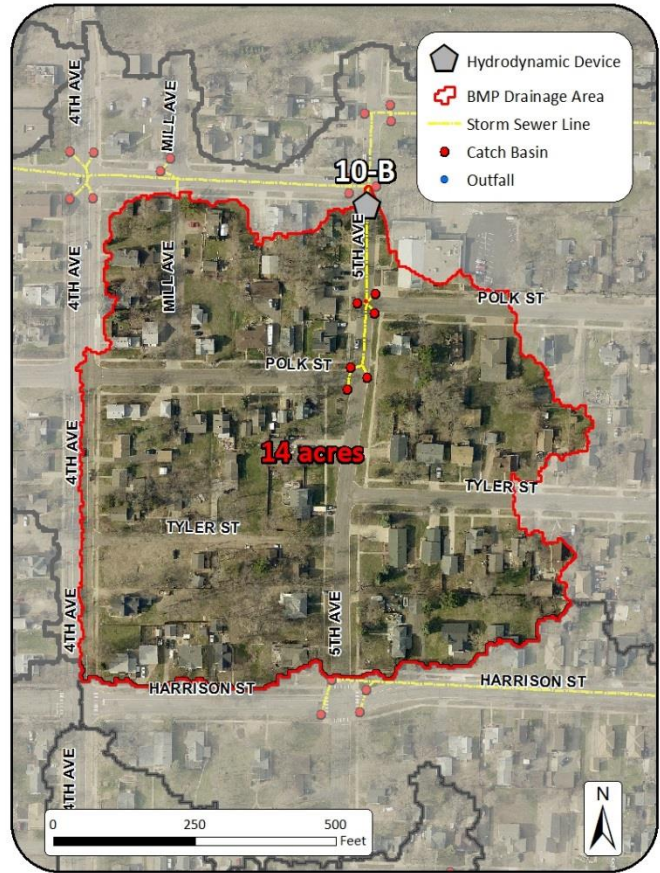 4TH AVE
MILL AVE
Hydrodynamic Device
BMP Drainage Area
Storm Sewer Line
Catch Basin
Outfall
10-B
4TH AVE
MILL AVE
5TH AVE
POLK ST
POLK ST
4TH AVE
14 acres
TYLER ST
TYLER ST
4TH AVE
5TH AVE
HARRISON ST
HARRISON ST
4TH AVE
0 250 500
Feet
N